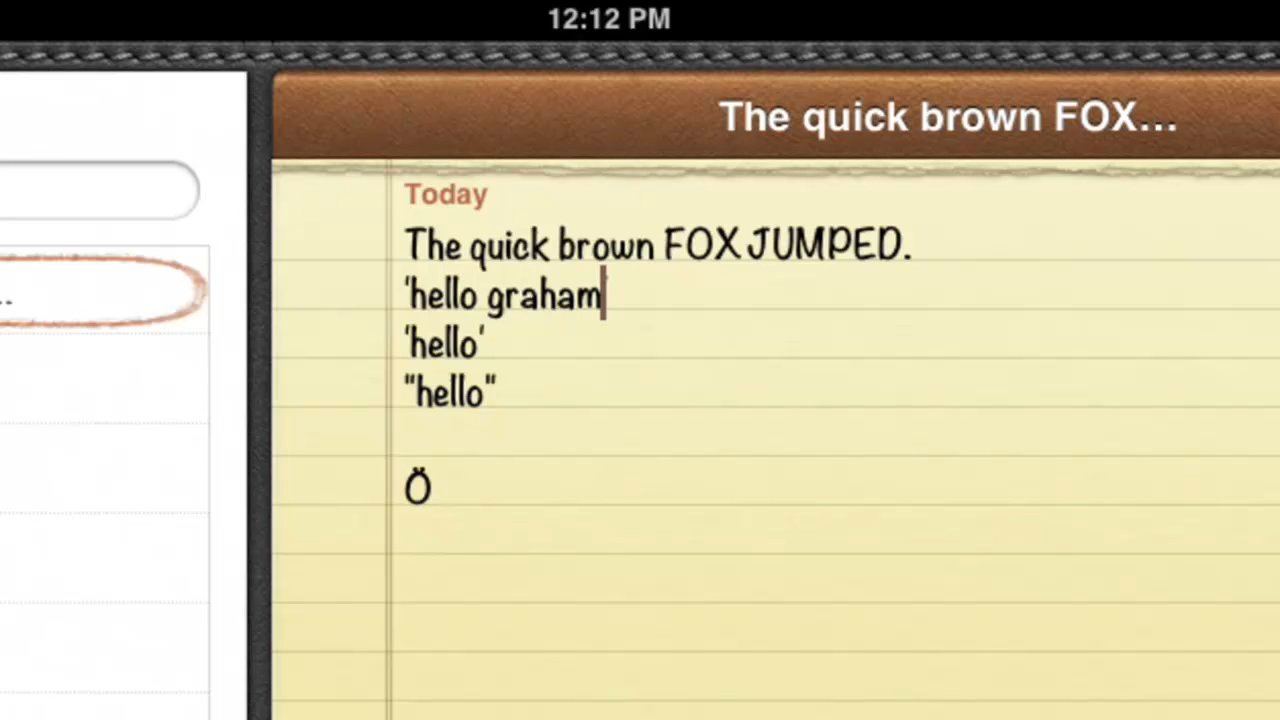 12:12 PM
The quick brown FOX...
..
Today
The quick brown FOX JUMPED.
'hello graham'
'hello'
"hello"
Ö